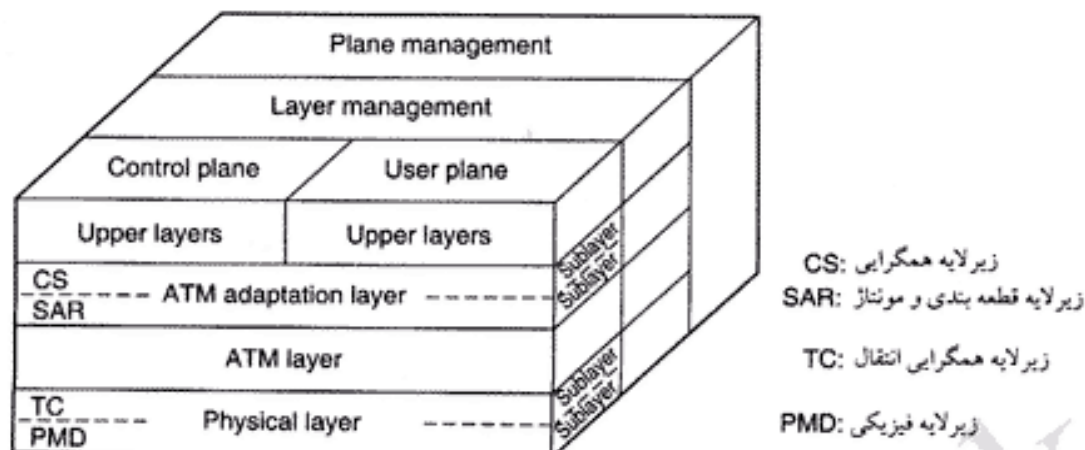 Plane management
Layer management
Control plane
User plane
Upper layers
Upper layers
Sublayer
Sublayer
CS
ATM adaptation layer
SAR
ATM layer
Sublayer
Sublayer
TC
Physical layer
PMD
CS: زیرلایه همگرایی
SAR: زیرلایه قطعه بندی و مونتاژ
TC: زیرلایه همگرایی انتقال
PMD: زیرلایه فیزیکی